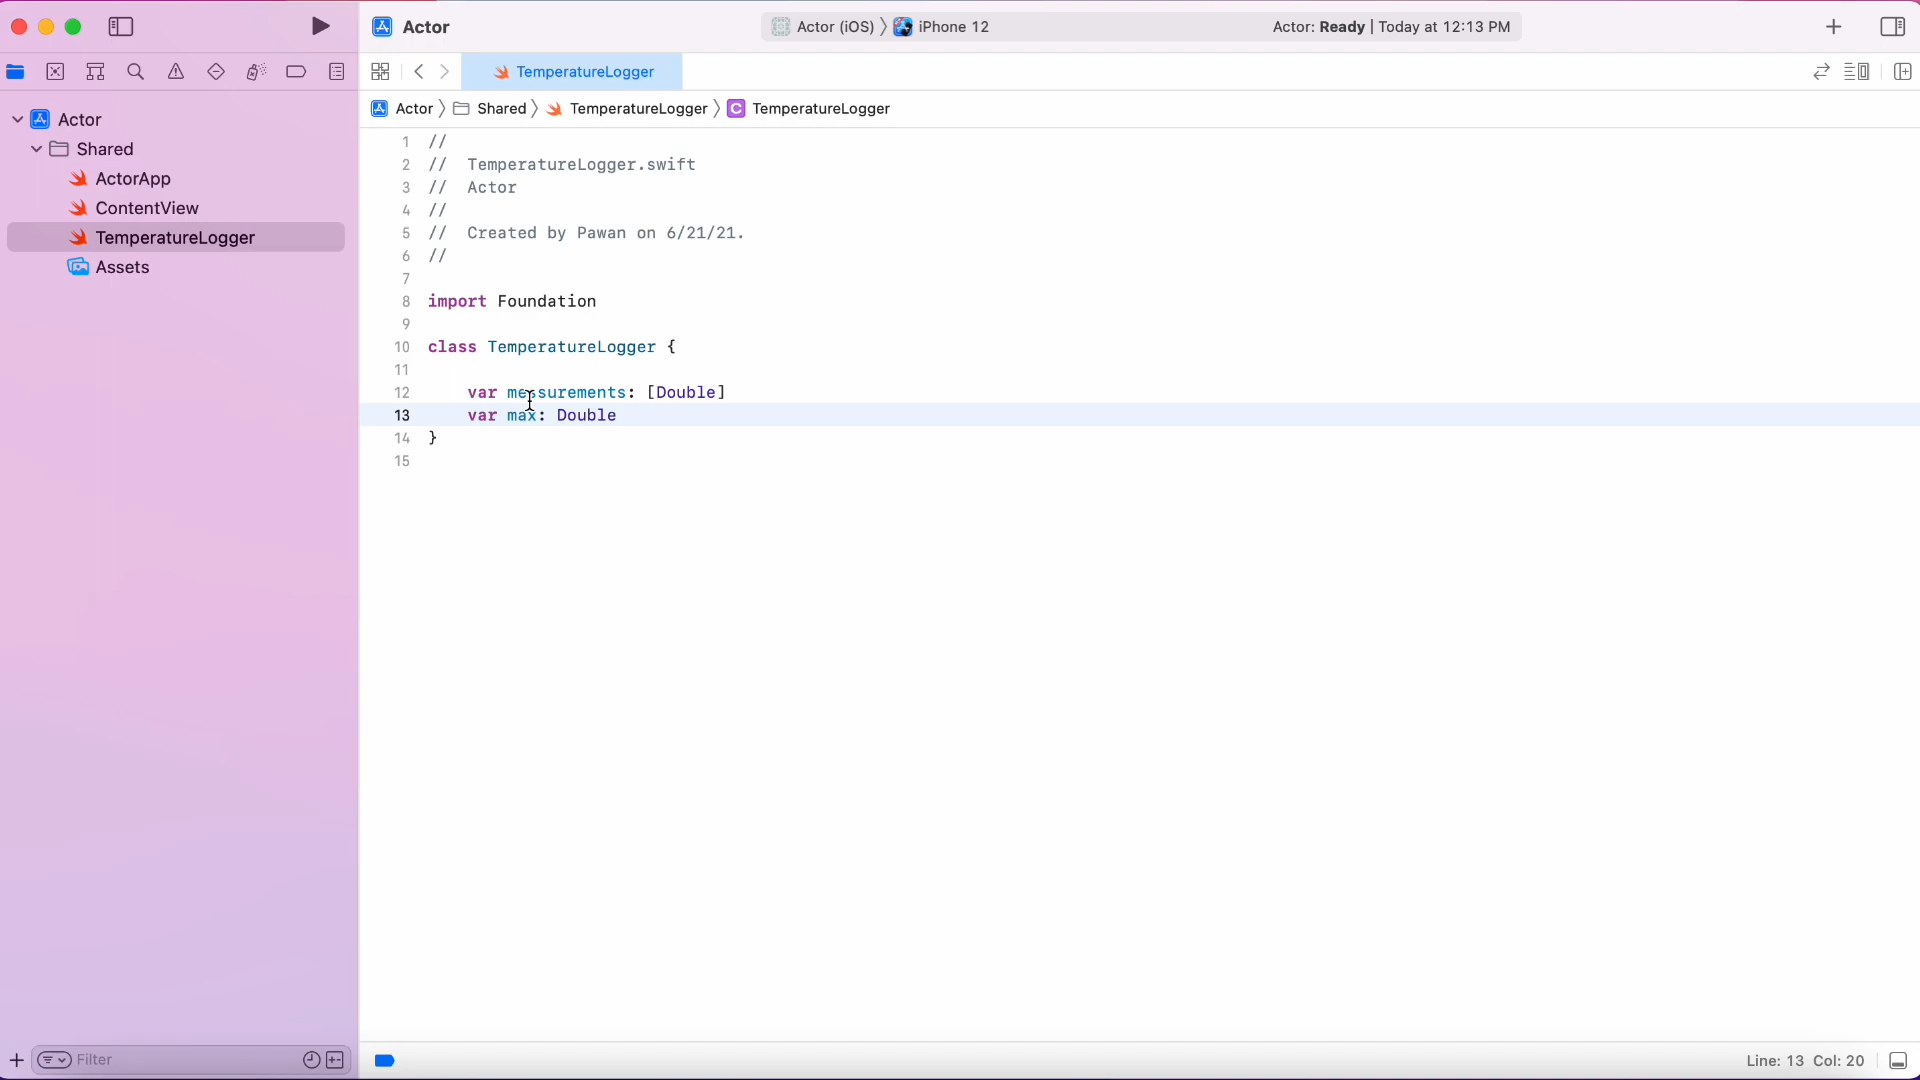 Actor
Actor (iOS) 〉 iPhone 12
Actor: Ready | Today at 12:13 PM
TemperatureLogger
Actor 〉 Shared 〉 TemperatureLogger 〉 C TemperatureLogger
Actor
Shared
ActorApp
ContentView
TemperatureLogger
Assets
1 //
2 // TemperatureLogger.swift
3 // Actor
4 //
5 // Created by Pawan on 6/21/21.
6 //
7
8 import Foundation
9
10 class TemperatureLogger {
11
12 var measurements: [Double]
13 var max: Double
14 }
15
Filter
Line: 13 Col: 20